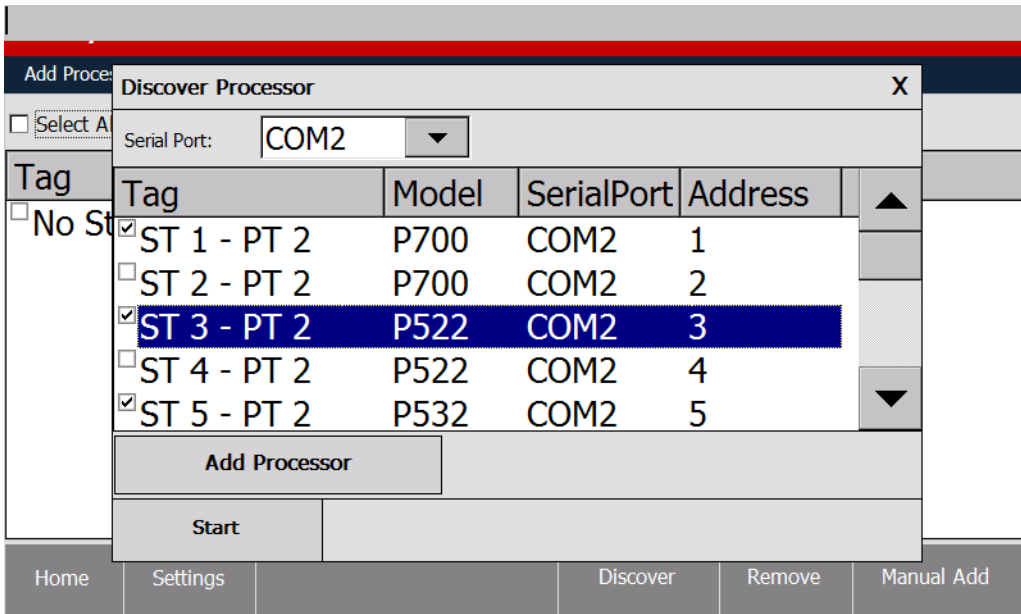 Add Proces
Discover Processor X
Select Al
Serial Port: COM2
Tag
Tag Model SerialPort Address
No St
ST 1 - PT 2 P700 COM2 1
ST 2 - PT 2 P700 COM2 2
ST 3 - PT 2 P522 COM2 3
ST 4 - PT 2 P522 COM2 4
ST 5 - PT 2 P532 COM2 5
Add Processor
Start
Home Settings Discover Remove Manual Add